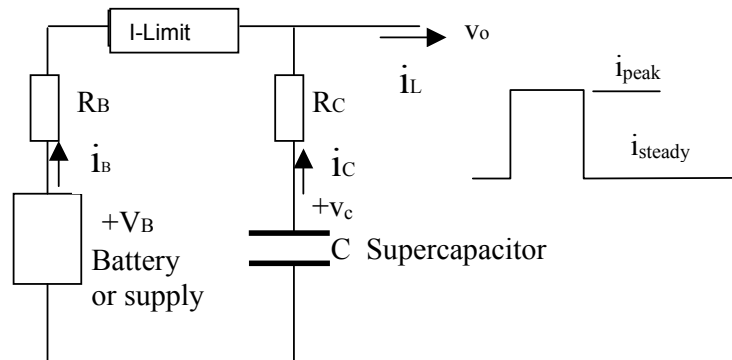 I-Limit
vo
iL
RB
RC
iB
iC
+VB
+vc
Battery
or supply
C Supercapacitor
ipeak
isteady